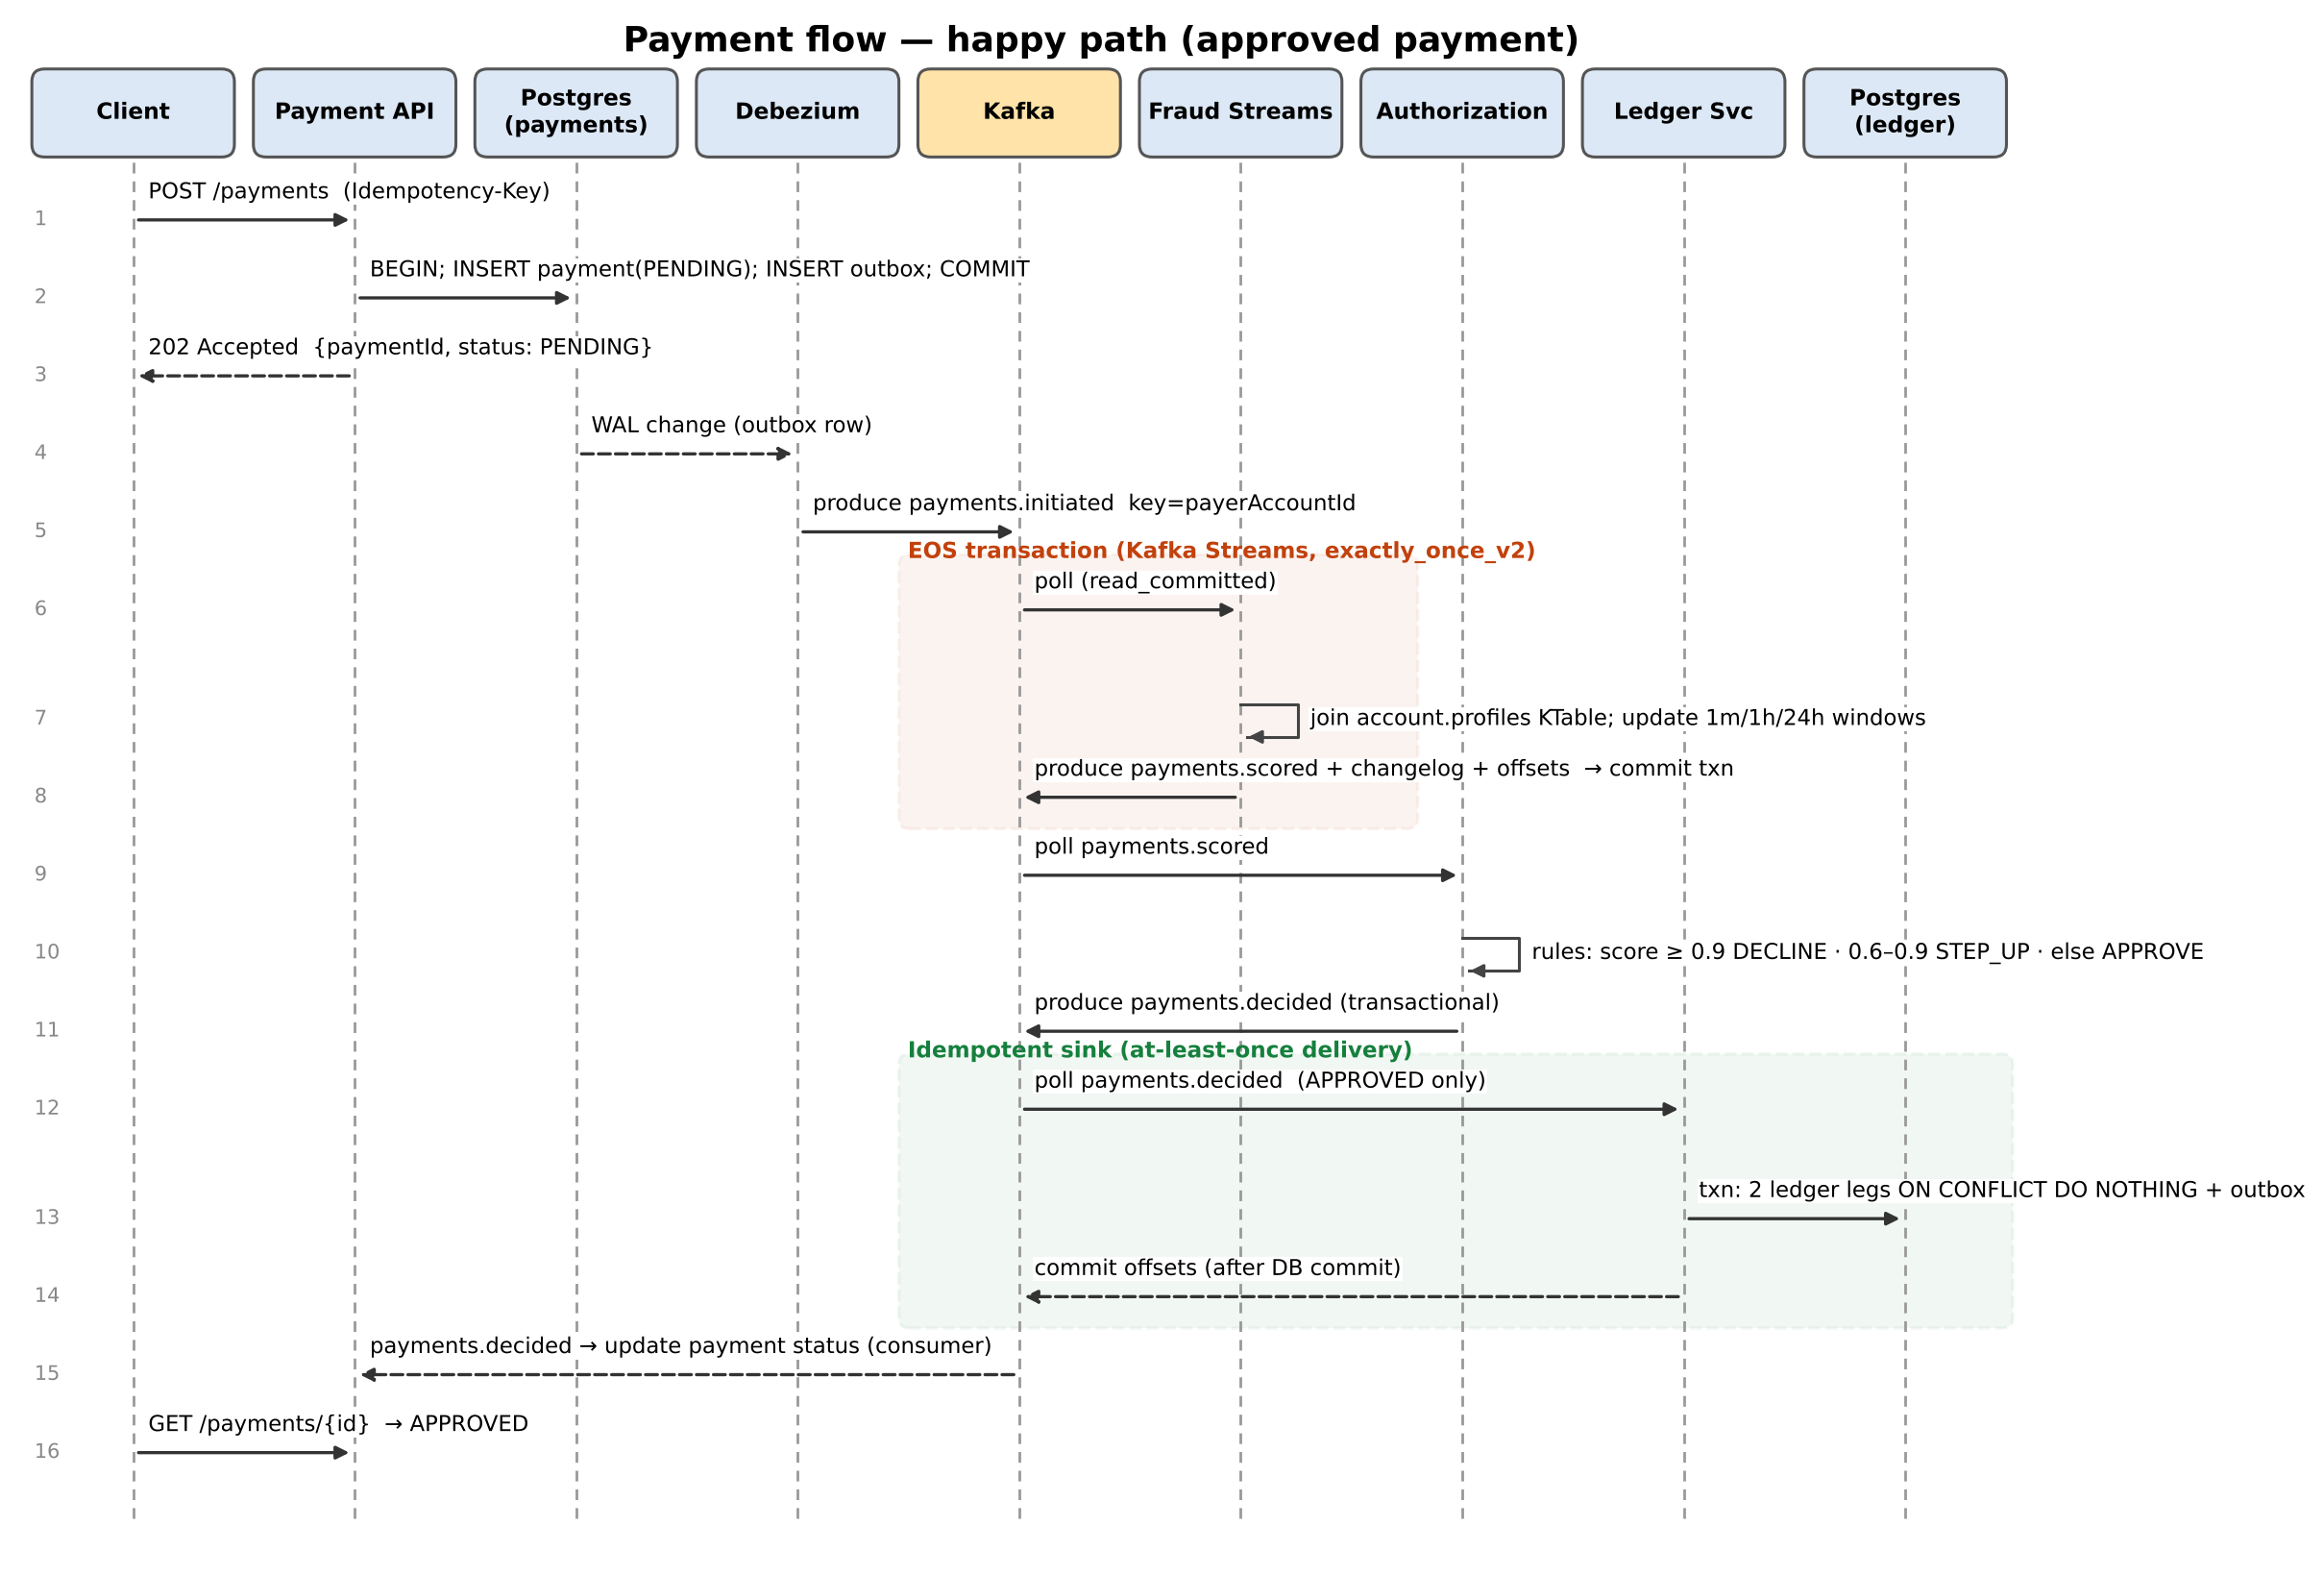 Payment flow — happy path (approved payment)
Client
Payment API
Postgres
(payments)
Debezium
Kafka
Fraud Streams
Authorization
Ledger Svc
Postgres
(ledger)
POST /payments  (Idempotency-Key)
1
BEGIN; INSERT payment(PENDING); INSERT outbox; COMMIT
2
202 Accepted  {paymentId, status: PENDING}
3
WAL change (outbox row)
4
produce payments.initiated  key=payerAccountId
5
EOS transaction (Kafka Streams, exactly_once_v2)
poll (read_committed)
6
7
join account.profiles KTable; update 1m/1h/24h windows
produce payments.scored + changelog + offsets  → commit txn
8
poll payments.scored
9
10
rules: score ≥ 0.9 DECLINE · 0.6–0.9 STEP_UP · else APPROVE
produce payments.decided (transactional)
11
Idempotent sink (at-least-once delivery)
poll payments.decided  (APPROVED only)
12
txn: 2 ledger legs ON CONFLICT DO NOTHING + outbox
13
commit offsets (after DB commit)
14
payments.decided → update payment status (consumer)
15
GET /payments/{id}  → APPROVED
16